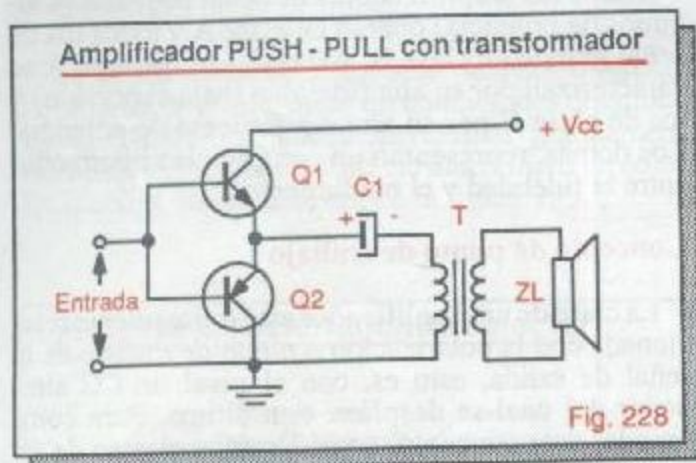 Amplificador PUSH - PULL con transformador
+ Vcc
Q1
C1
+ -
T
Entrada
Q2
ZL
Fig. 228